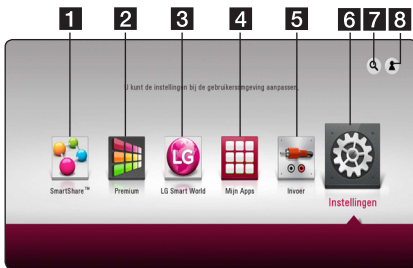 1 2 3 4 5 6 7 8
U kunt de instellingen bij de gebruikersomgeving aanpassen.
LG
SmartShare™ Premium LG Smart World Mijn Apps Invoer
Instellingen